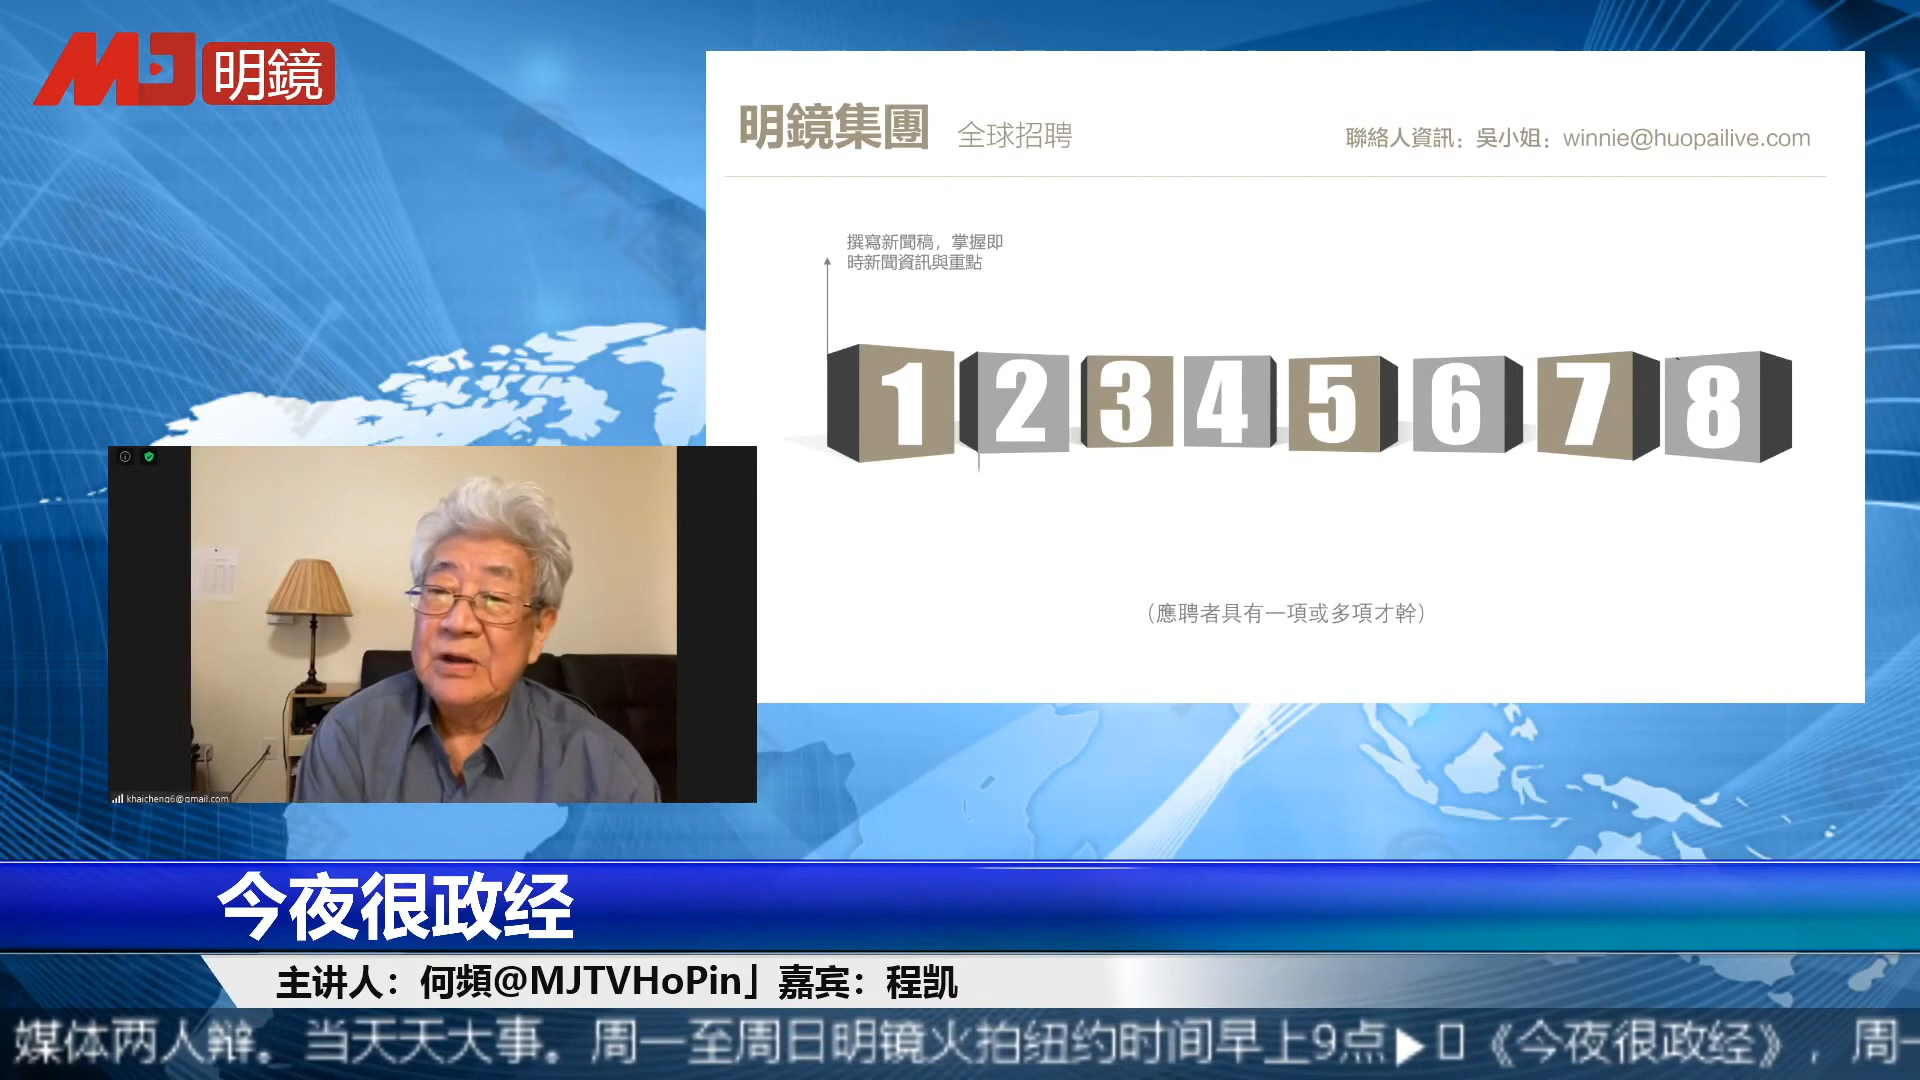 MJ 明鏡
明鏡集團 全球招聘 聯絡人資訊：吳小姐：winnie@huopailive.com
撰寫新聞稿，掌握即
時新聞資訊與重點
1 2 3 4 5 6 7 8
（應聘者具有一項或多項才幹）
khaicheng6@gmail.com
今夜很政经
主讲人：何頻@MJTVHoPin」嘉宾：程凯
媒体两人辩。当天天大事。周一至周日明镜火拍纽约时间早上9点▶《今夜很政经》，周一